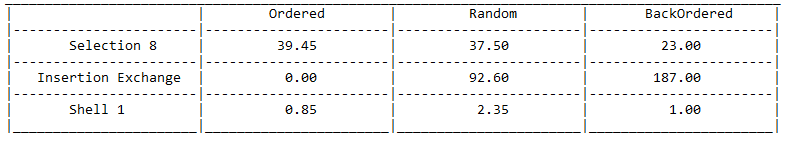 Ordered Random BackOrdered
Selection 8 39.45 37.50 23.00
Insertion Exchange 0.00 92.60 187.00
Shell 1 0.85 2.35 1.00